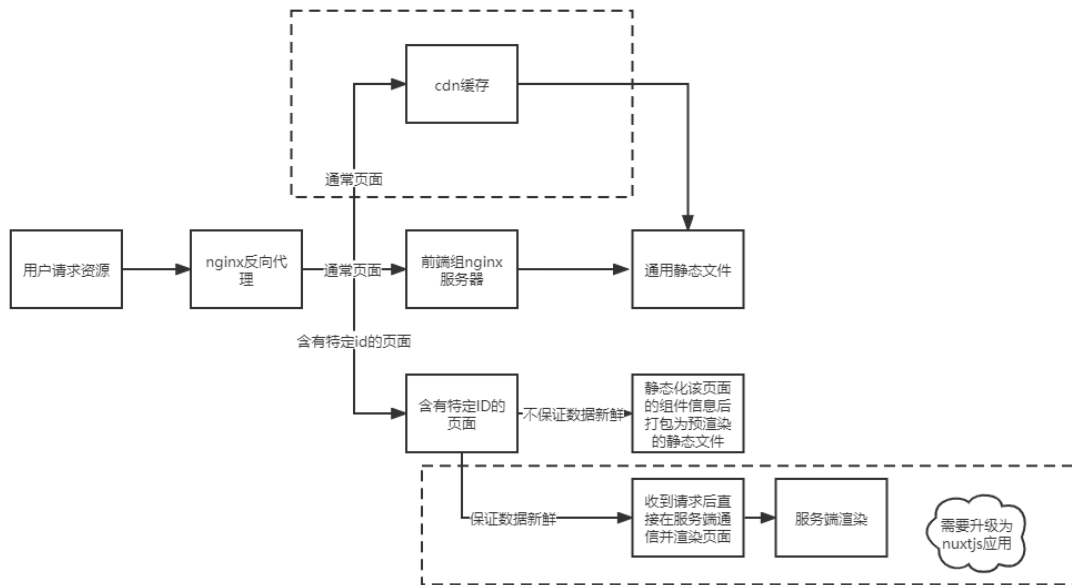 cdn缓存
通常页面
用户请求资源
nginx反向代
理
通常页面
前端组nginx
服务器
通用静态文件
含有特定id的页面
含有特定ID的
页面
不保证数据新鲜
静态化该页面
的组件信息后
打包为预渲染
的静态文件
保证数据新鲜
收到请求后直
接在服务端通
信并渲染页面
服务端渲染
需要升级为
nuxtjs应用